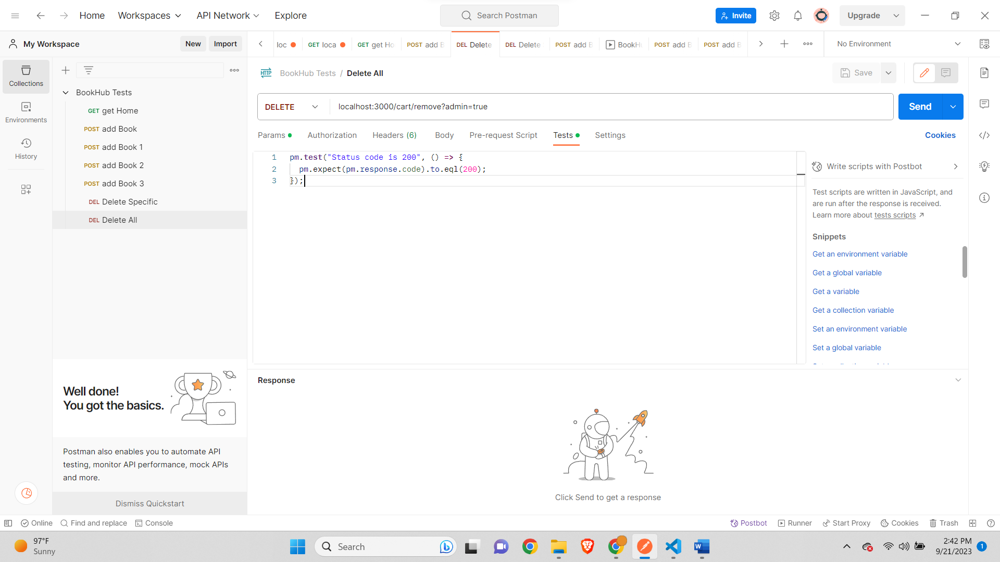 Home
Workspaces
API Network
Explore
Search Postman
Invite
Upgrade
My Workspace
New
Import
loc
GET loca
GET get Ho
POST add B
DEL Delete
DEL Delete
POST add B
BookHu
POST add B
POST add B
No Environment
Collections
Environments
History
BookHub Tests
GET get Home
POST add Book
POST add Book 1
POST add Book 2
POST add Book 3
DEL Delete Specific
DEL Delete All
HTTP BookHub Tests / Delete All
Save
DELETE
localhost:3000/cart/remove?admin=true
Send
Params
Authorization
Headers (6)
Body
Pre-request Script
Tests
Settings
Cookies
1 pm.test("Status code is 200", () => {
2 pm.expect(pm.response.code).to.eql(200);
3 });
Write scripts with Postbot
Test scripts are written in JavaScript, and
are run after the response is received.
Learn more about tests scripts
Snippets
Get an environment variable
Get a global variable
Get a variable
Get a collection variable
Set an environment variable
Set a global variable
Well done!
You got the basics.
Postman also enables you to automate API
testing, monitor API performance, mock APIs
and more.
Dismiss Quickstart
Response
Click Send to get a response
Online
Find and replace
Console
Postbot
Runner
Start Proxy
Cookies
Trash
97°F
Sunny
Search
W
2:42 PM
9/21/2023
1